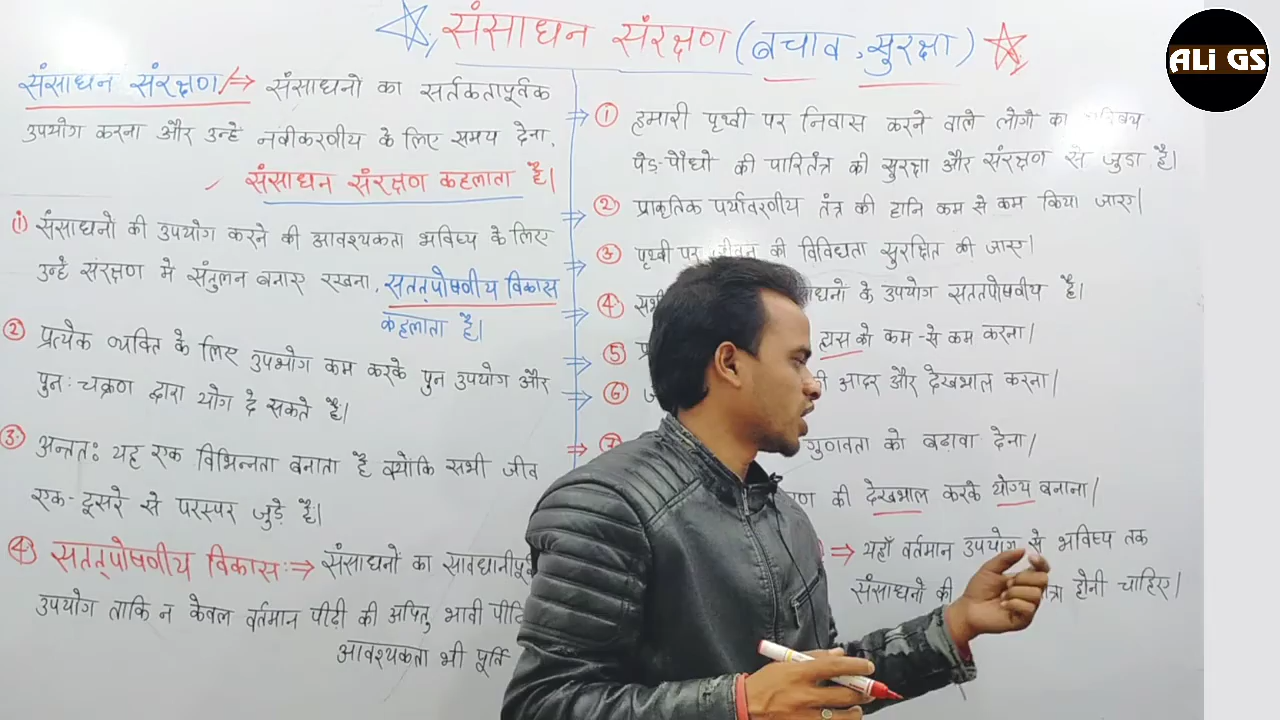 संसाधन संरक्षण (बचाव, सुरक्षा)
ALi GS
संसाधन संरक्षण/→ संसाधनों का सर्तकतापूर्वक
उपयोग करना और उन्हे नवीकरणीय के लिए समय देना,
संसाधन संरक्षण कहलाता है।
(i) संसाधनों की उपयोग करने की आवश्यकता भविष्य के लिए
उन्हे संरक्षण मे संतुलन बनाए रखना, सतत्पोषणीय विकास
कहलाता है।
② प्रत्येक व्यक्ति के लिए उपभोग कम करके पुन उपयोग और
पुन: चक्रण द्वारा योग दे सकते है।
③ अन्तत: यह एक विभिन्नता बनाता है क्योकि सभी जीव
एक-दूसरे से परस्पर जुड़े है।
④ सतत्पोषणीय विकास:⇒ संसाधनों का
उपयोग ताकि न केवल वर्तमान पीढी की अपितु भावी
आवश्यकता भी पूर्ति
① हमारी पृथ्वी पर निवास करने वाले लोगो का
पेड़-पौधो की पारितंत्र की सुरक्षा और संरक्षण से जुडा है।
② प्राकृतिक पर्यावरणीय तंत्र की हानि कम से कम किया जाए।
③ पृथ्वी पर जीवन की विविधता सुरक्षित की जाए।
④ के उपयोग सततपोषणीय है।
⑤ को कम-से कम करना।
⑥ आदर और देखभाल करना।
⑦ गुणवता को बढ़ावा देना।
की देखभाल करके योग्य बनाना।
⇒ यहाँ वर्तमान उपयोग से भविष्य तक
संसाधनों की होनी चाहिए।